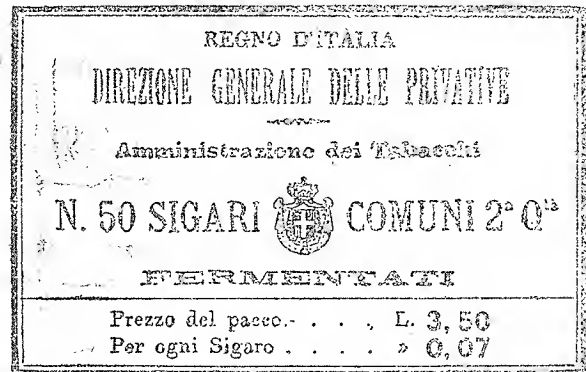 REGNO D'ITALIA
DIREZIONE GENERALE DELLE PRIVATIVE
Amministrazione dei Tabacchi
N. 50 SIGARI COMUNI 2ª Q.tà
FERMENTATI
Prezzo del pacco. . . . , L. 3, 50
Per ogni Sigaro . . . . » 0, 07